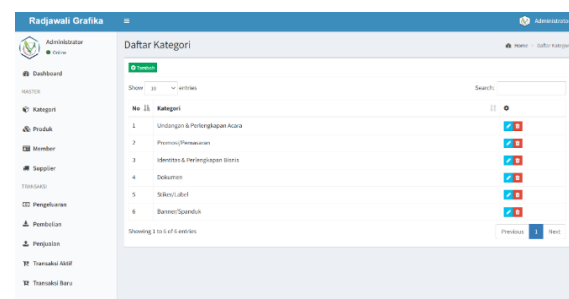 Radjawali Grafika
Administrator
Administrator
Online
Daftar Kategori
Home
Daftar Kategori
Dashboard
Tambah
MASTER
Show 10 entries
Search:
Kategori
No Kategori
Produk
1 Undangan & Perlengkapan Acara
2 Promosi/Pemasaran
Member
3 Identitas & Perlengkapan Bisnis
Supplier
4 Dokumen
TRANSAKSI
5 Stiker/Label
Pengeluaran
6 Banner/Spanduk
Pembelian
Showing 1 to 6 of 6 entries
Previous 1 Next
Penjualan
Transaksi Aktif
Transaksi Baru